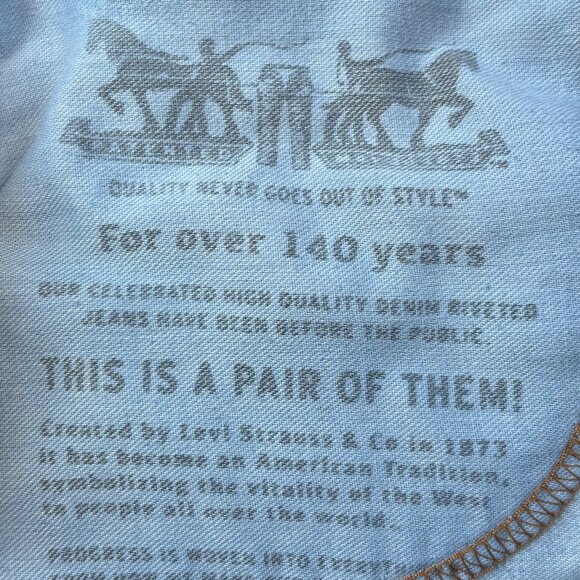 QUALITY NEVER GOES OUT OF STYLE™
For over 140 years
OUR CELEBRATED HIGH QUALITY DENIM RIVETED
JEANS HAVE BEEN BEFORE THE PUBLIC.
THIS IS A PAIR OF THEM!
Created by Levi Strauss & Co in 1873
it has become an American Tradition,
symbolizing the vitality of the West
to people all over the world...
PROGRESS IS WOVEN INTO